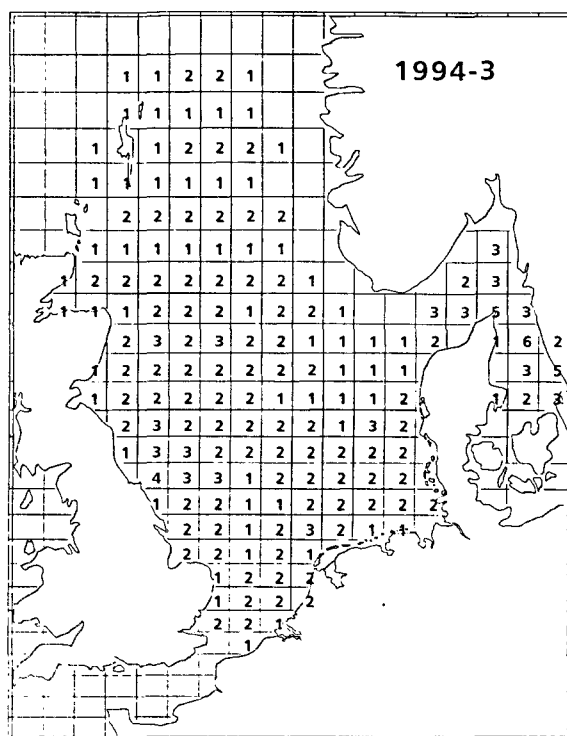 1994-3
1 1 2 2 1
1 1 1 1 1
1 1 2 2 2 1
1 1 1 1 1 1
2 2 2 2 2 2
1 1 1 1 1 1 1 3
1 2 2 2 2 2 2 2 1 2 3
1 1 1 2 2 2 1 2 2 1 3 3 5 3
2 3 2 3 2 2 1 1 1 1 2 1 6 2
1 2 2 2 2 2 2 2 1 1 1 3 5
1 2 2 2 2 2 1 1 1 1 2 1 2 3
2 3 2 2 2 2 2 1 3 2
1 3 3 2 2 2 2 2 2 2
4 3 3 1 2 2 2 2 2
1 2 2 1 1 2 2 2 2 2
2 2 1 2 3 2 1 1
2 2 1 2 1
1 2 2 2
1 2 2 2
2 2 1
1